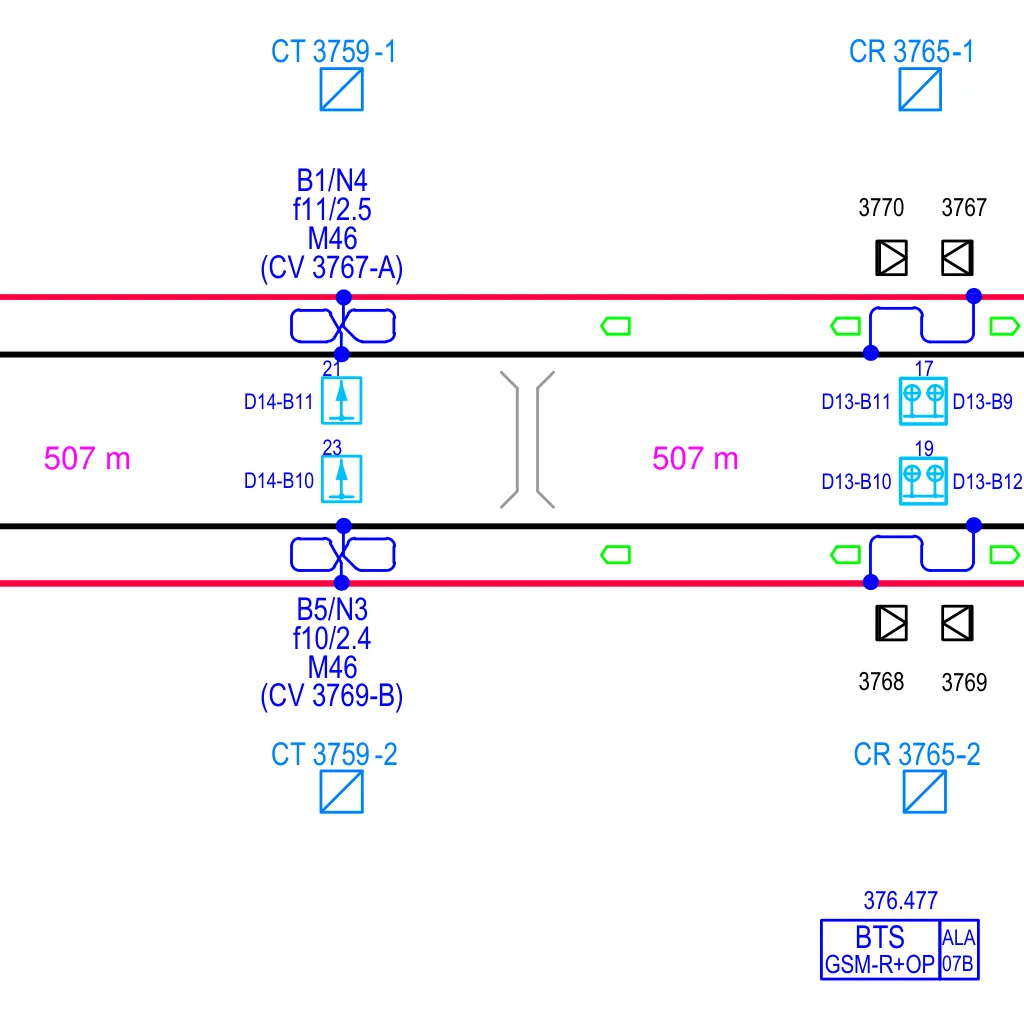 CT 3759-1
CR 3765-1
B1/N4
f11/2.5
M46
(CV 3767-A)
3770
3767
21
D14-B11
17
D13-B11
D13-B9
507 m
507 m
23
D14-B10
19
D13-B10
D13-B12
B5/N3
f10/2.4
M46
(CV 3769-B)
3768
3769
CT 3759-2
CR 3765-2
376.477
BTS
GSM-R+OP
ALA
07B